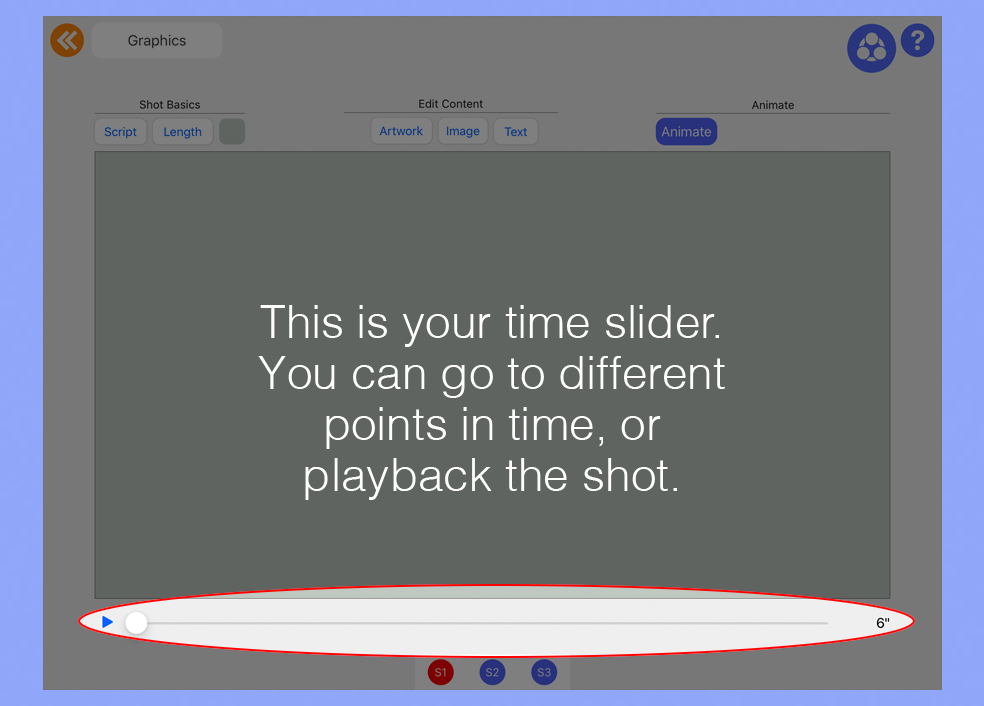 Graphics
?
Shot Basics
Edit Content
Animate
Script
Length
Artwork
Image
Text
Animate
This is your time slider.
You can go to different
points in time, or
playback the shot.
6"
S1
S2
S3